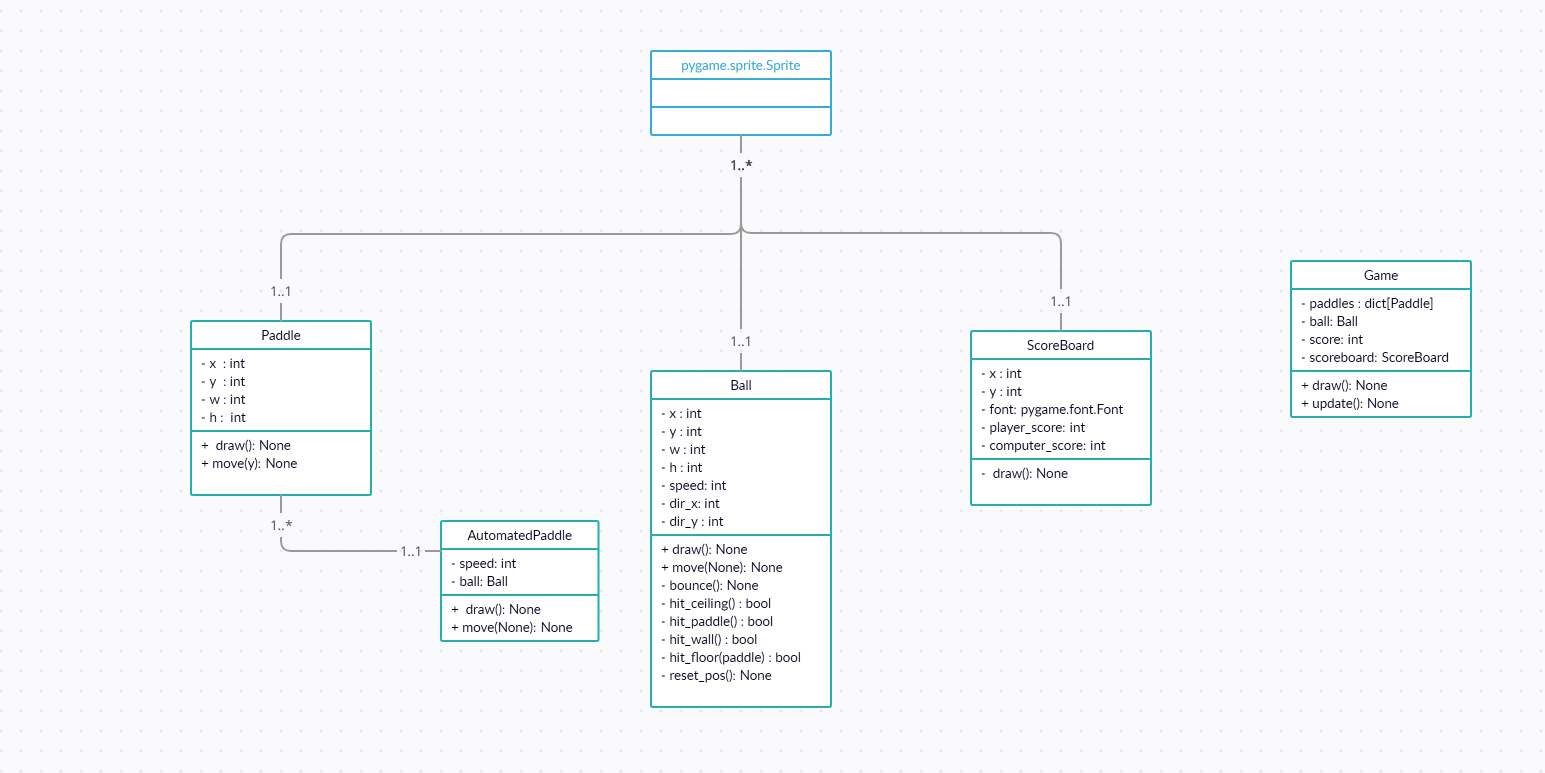 pygame.sprite.Sprite
1..*
1..1
1..1
1..1
Paddle
- x : int
- y : int
- w : int
- h : int
+ draw(): None
+ move(y): None
1..*
1..1
AutomatedPaddle
- speed: int
- ball: Ball
+ draw(): None
+ move(None): None
Ball
- x : int
- y : int
- w : int
- h : int
- speed: int
- dir_x: int
- dir_y : int
+ draw(): None
+ move(None): None
- bounce(): None
- hit_ceiling() : bool
- hit_paddle() : bool
- hit_wall() : bool
- hit_floor(paddle) : bool
- reset_pos(): None
ScoreBoard
- x : int
- y : int
- font: pygame.font.Font
- player_score: int
- computer_score: int
- draw(): None
Game
- paddles : dict[Paddle]
- ball: Ball
- score: int
- scoreboard: ScoreBoard
+ draw(): None
+ update(): None